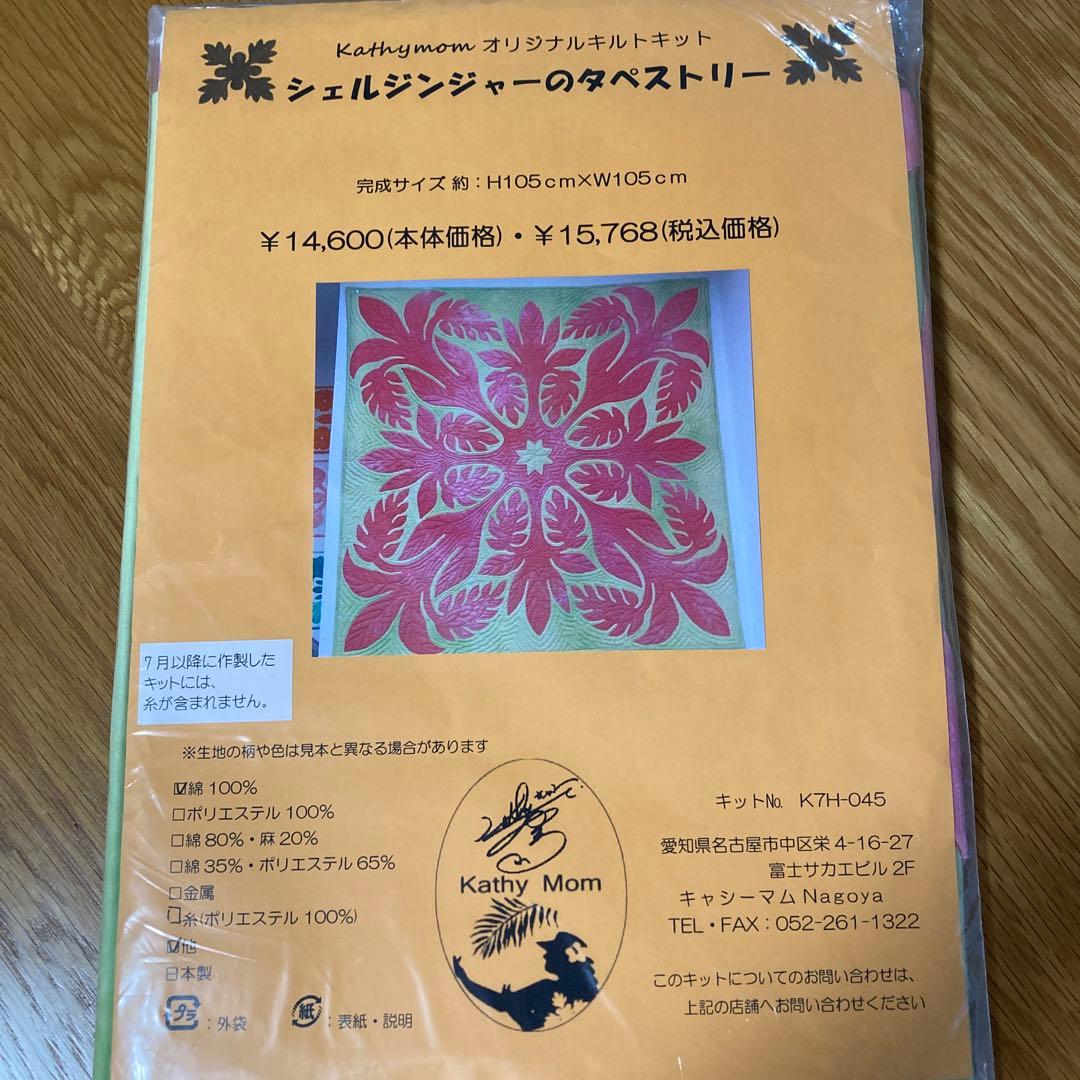 Kathymom オリジナルキルトキット
シェルジンジャーのタペストリー
完成サイズ 約：H105cm×W105cm
￥14,600(本体価格)・￥15,768(税込価格)
7月以降に作製した
キットには、
糸が含まれません。
※生地の柄や色は見本と異なる場合があります
☑綿 100%
□ポリエステル 100%
□綿 80%・麻 20%
□綿 35%・ポリエステル 65%
□金属
□糸(ポリエステル 100%)
☑他
日本製
プラ：外袋
紙：表紙・説明
Kathy Mom
キット№ K7H-045
愛知県名古屋市中区栄 4-16-27
富士サカエビル 2F
キャシーマム Nagoya
TEL・FAX：052-261-1322
このキットについてのお問い合わせは、
上記の店舗へお問い合わせください